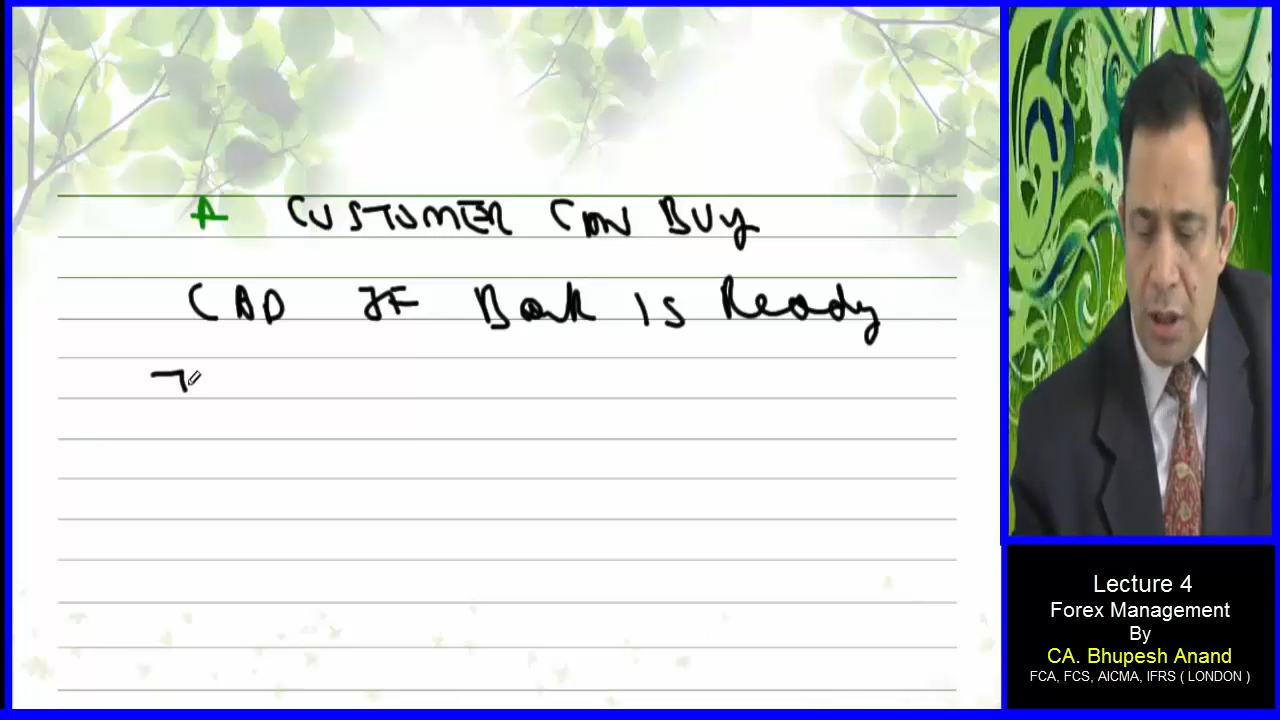 A CUSTOMER CAN BUY
CAD IF Bank is Ready
T
Lecture 4
Forex Management
By
CA. Bhupesh Anand
FCA, FCS, AICMA, IFRS ( LONDON )